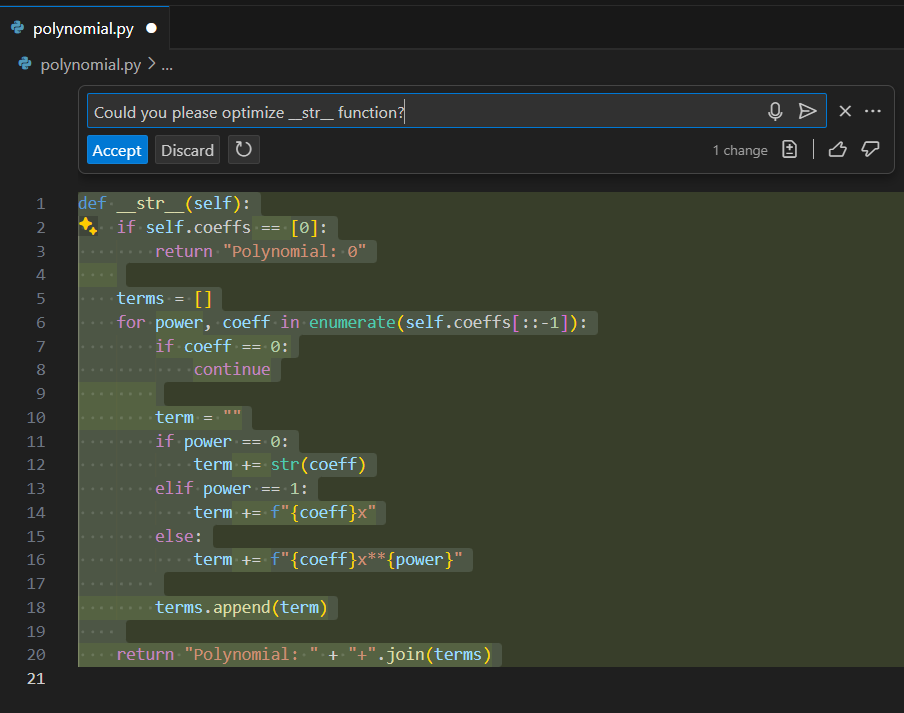 polynomial.py
polynomial.py > ...
Could you please optimize __str__ function?
Accept Discard 1 change
1 def __str__(self):
2     if self.coeffs == [0]:
3         return "Polynomial: 0"
4
5     terms = []
6     for power, coeff in enumerate(self.coeffs[::-1]):
7         if coeff == 0:
8             continue
9
10         term = ""
11         if power == 0:
12             term += str(coeff)
13         elif power == 1:
14             term += f"{coeff}x"
15         else:
16             term += f"{coeff}x**{power}"
17
18         terms.append(term)
19
20     return "Polynomial: " + "+".join(terms)
21